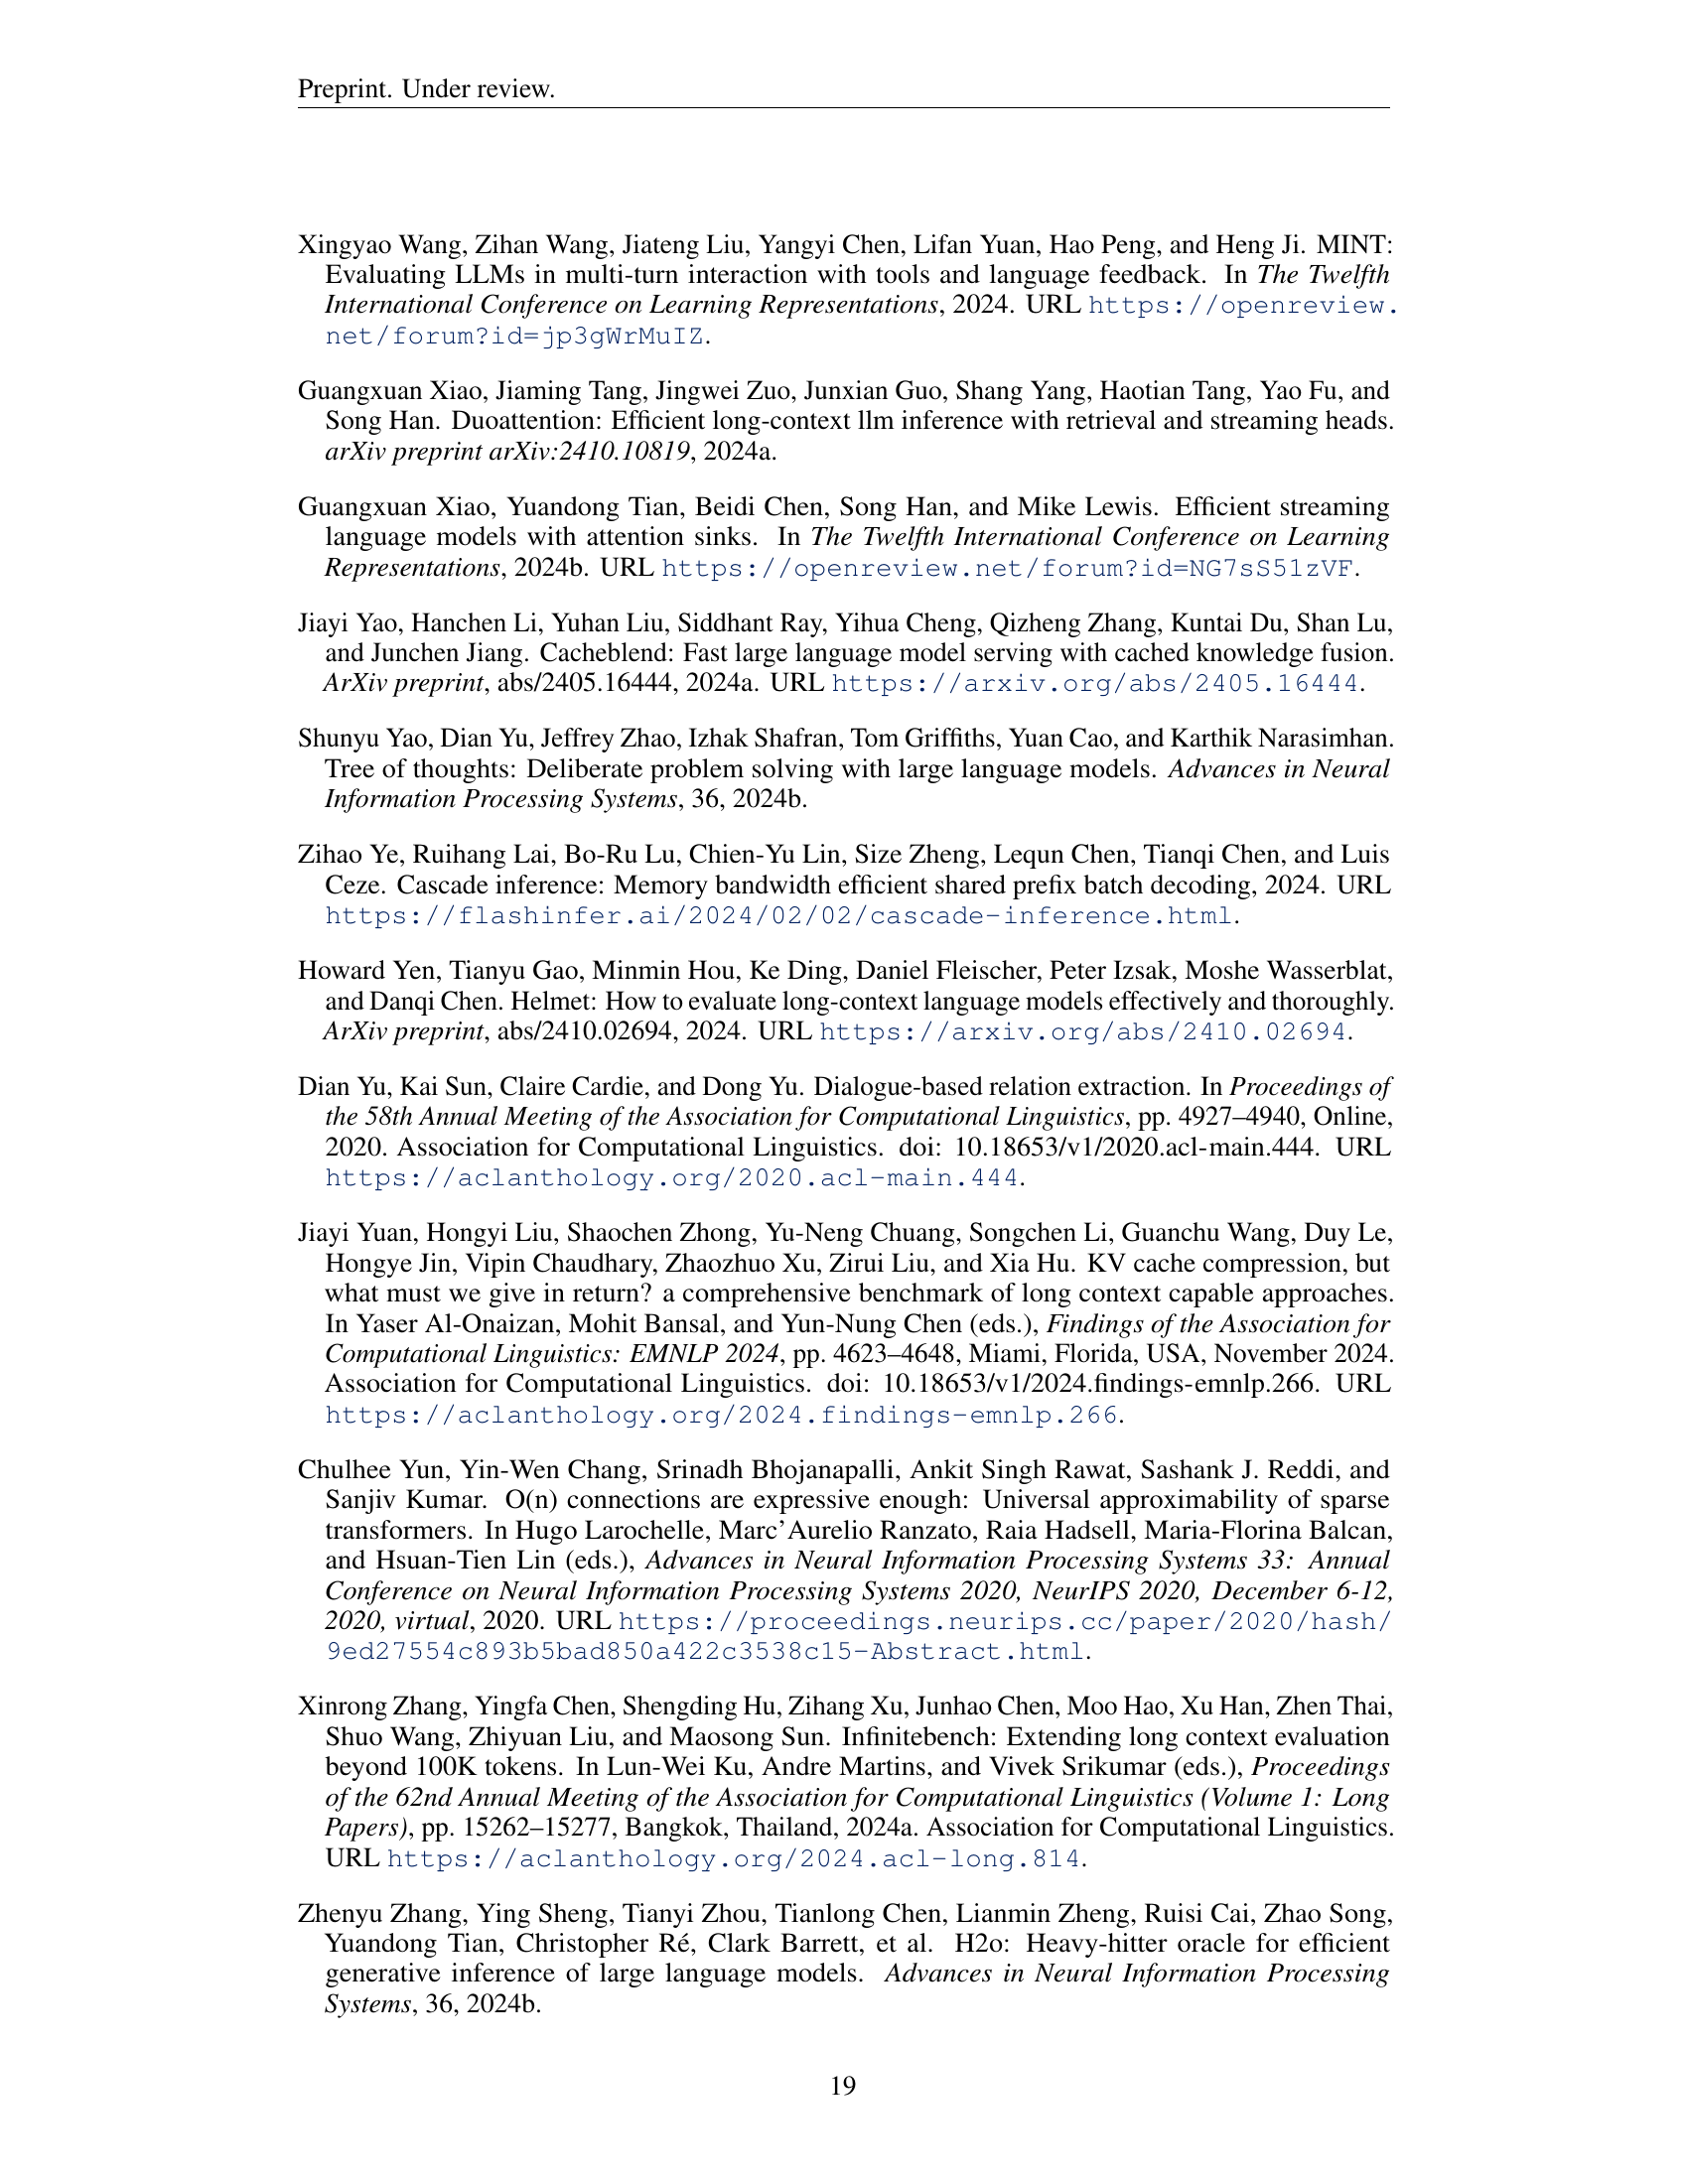 Preprint. Under review.
Xingyao Wang, Zihan Wang, Jiateng Liu, Yangyi Chen, Lifan Yuan, Hao Peng, and Heng Ji. MINT:
Evaluating LLMs in multi-turn interaction with tools and language feedback. In The Twelfth
International Conference on Learning Representations, 2024. URL https://openreview.
net/forum?id=jp3gWrMuIZ.
Guangxuan Xiao, Jiaming Tang, Jingwei Zuo, Junxian Guo, Shang Yang, Haotian Tang, Yao Fu, and
Song Han. Duoattention: Efficient long-context llm inference with retrieval and streaming heads.
arXiv preprint arXiv:2410.10819, 2024a.
Guangxuan Xiao, Yuandong Tian, Beidi Chen, Song Han, and Mike Lewis. Efficient streaming
language models with attention sinks. In The Twelfth International Conference on Learning
Representations, 2024b. URL https://openreview.net/forum?id=NG7sS51zVF.
Jiayi Yao, Hanchen Li, Yuhan Liu, Siddhant Ray, Yihua Cheng, Qizheng Zhang, Kuntai Du, Shan Lu,
and Junchen Jiang. Cacheblend: Fast large language model serving with cached knowledge fusion.
ArXiv preprint, abs/2405.16444, 2024a. URL https://arxiv.org/abs/2405.16444.
Shunyu Yao, Dian Yu, Jeffrey Zhao, Izhak Shafran, Tom Griffiths, Yuan Cao, and Karthik Narasimhan.
Tree of thoughts: Deliberate problem solving with large language models. Advances in Neural
Information Processing Systems, 36, 2024b.
Zihao Ye, Ruihang Lai, Bo-Ru Lu, Chien-Yu Lin, Size Zheng, Lequn Chen, Tianqi Chen, and Luis
Ceze. Cascade inference: Memory bandwidth efficient shared prefix batch decoding, 2024. URL
https://flashinfer.ai/2024/02/02/cascade-inference.html.
Howard Yen, Tianyu Gao, Minmin Hou, Ke Ding, Daniel Fleischer, Peter Izsak, Moshe Wasserblat,
and Danqi Chen. Helmet: How to evaluate long-context language models effectively and thoroughly.
ArXiv preprint, abs/2410.02694, 2024. URL https://arxiv.org/abs/2410.02694.
Dian Yu, Kai Sun, Claire Cardie, and Dong Yu. Dialogue-based relation extraction. In Proceedings of
the 58th Annual Meeting of the Association for Computational Linguistics, pp. 4927–4940, Online,
2020. Association for Computational Linguistics. doi: 10.18653/v1/2020.acl-main.444. URL
https://aclanthology.org/2020.acl-main.444.
Jiayi Yuan, Hongyi Liu, Shaochen Zhong, Yu-Neng Chuang, Songchen Li, Guanchu Wang, Duy Le,
Hongye Jin, Vipin Chaudhary, Zhaozhuo Xu, Zirui Liu, and Xia Hu. KV cache compression, but
what must we give in return? a comprehensive benchmark of long context capable approaches.
In Yaser Al-Onaizan, Mohit Bansal, and Yun-Nung Chen (eds.), Findings of the Association for
Computational Linguistics: EMNLP 2024, pp. 4623–4648, Miami, Florida, USA, November 2024.
Association for Computational Linguistics. doi: 10.18653/v1/2024.findings-emnlp.266. URL
https://aclanthology.org/2024.findings-emnlp.266.
Chulhee Yun, Yin-Wen Chang, Srinadh Bhojanapalli, Ankit Singh Rawat, Sashank J. Reddi, and
Sanjiv Kumar. O(n) connections are expressive enough: Universal approximability of sparse
transformers. In Hugo Larochelle, Marc'Aurelio Ranzato, Raia Hadsell, Maria-Florina Balcan,
and Hsuan-Tien Lin (eds.), Advances in Neural Information Processing Systems 33: Annual
Conference on Neural Information Processing Systems 2020, NeurIPS 2020, December 6-12,
2020, virtual, 2020. URL https://proceedings.neurips.cc/paper/2020/hash/
9ed27554c893b5bad850a422c3538c15-Abstract.html.
Xinrong Zhang, Yingfa Chen, Shengding Hu, Zihang Xu, Junhao Chen, Moo Hao, Xu Han, Zhen Thai,
Shuo Wang, Zhiyuan Liu, and Maosong Sun. Infinitebench: Extending long context evaluation
beyond 100K tokens. In Lun-Wei Ku, Andre Martins, and Vivek Srikumar (eds.), Proceedings
of the 62nd Annual Meeting of the Association for Computational Linguistics (Volume 1: Long
Papers), pp. 15262–15277, Bangkok, Thailand, 2024a. Association for Computational Linguistics.
URL https://aclanthology.org/2024.acl-long.814.
Zhenyu Zhang, Ying Sheng, Tianyi Zhou, Tianlong Chen, Lianmin Zheng, Ruisi Cai, Zhao Song,
Yuandong Tian, Christopher Ré, Clark Barrett, et al. H2o: Heavy-hitter oracle for efficient
generative inference of large language models. Advances in Neural Information Processing
Systems, 36, 2024b.
19